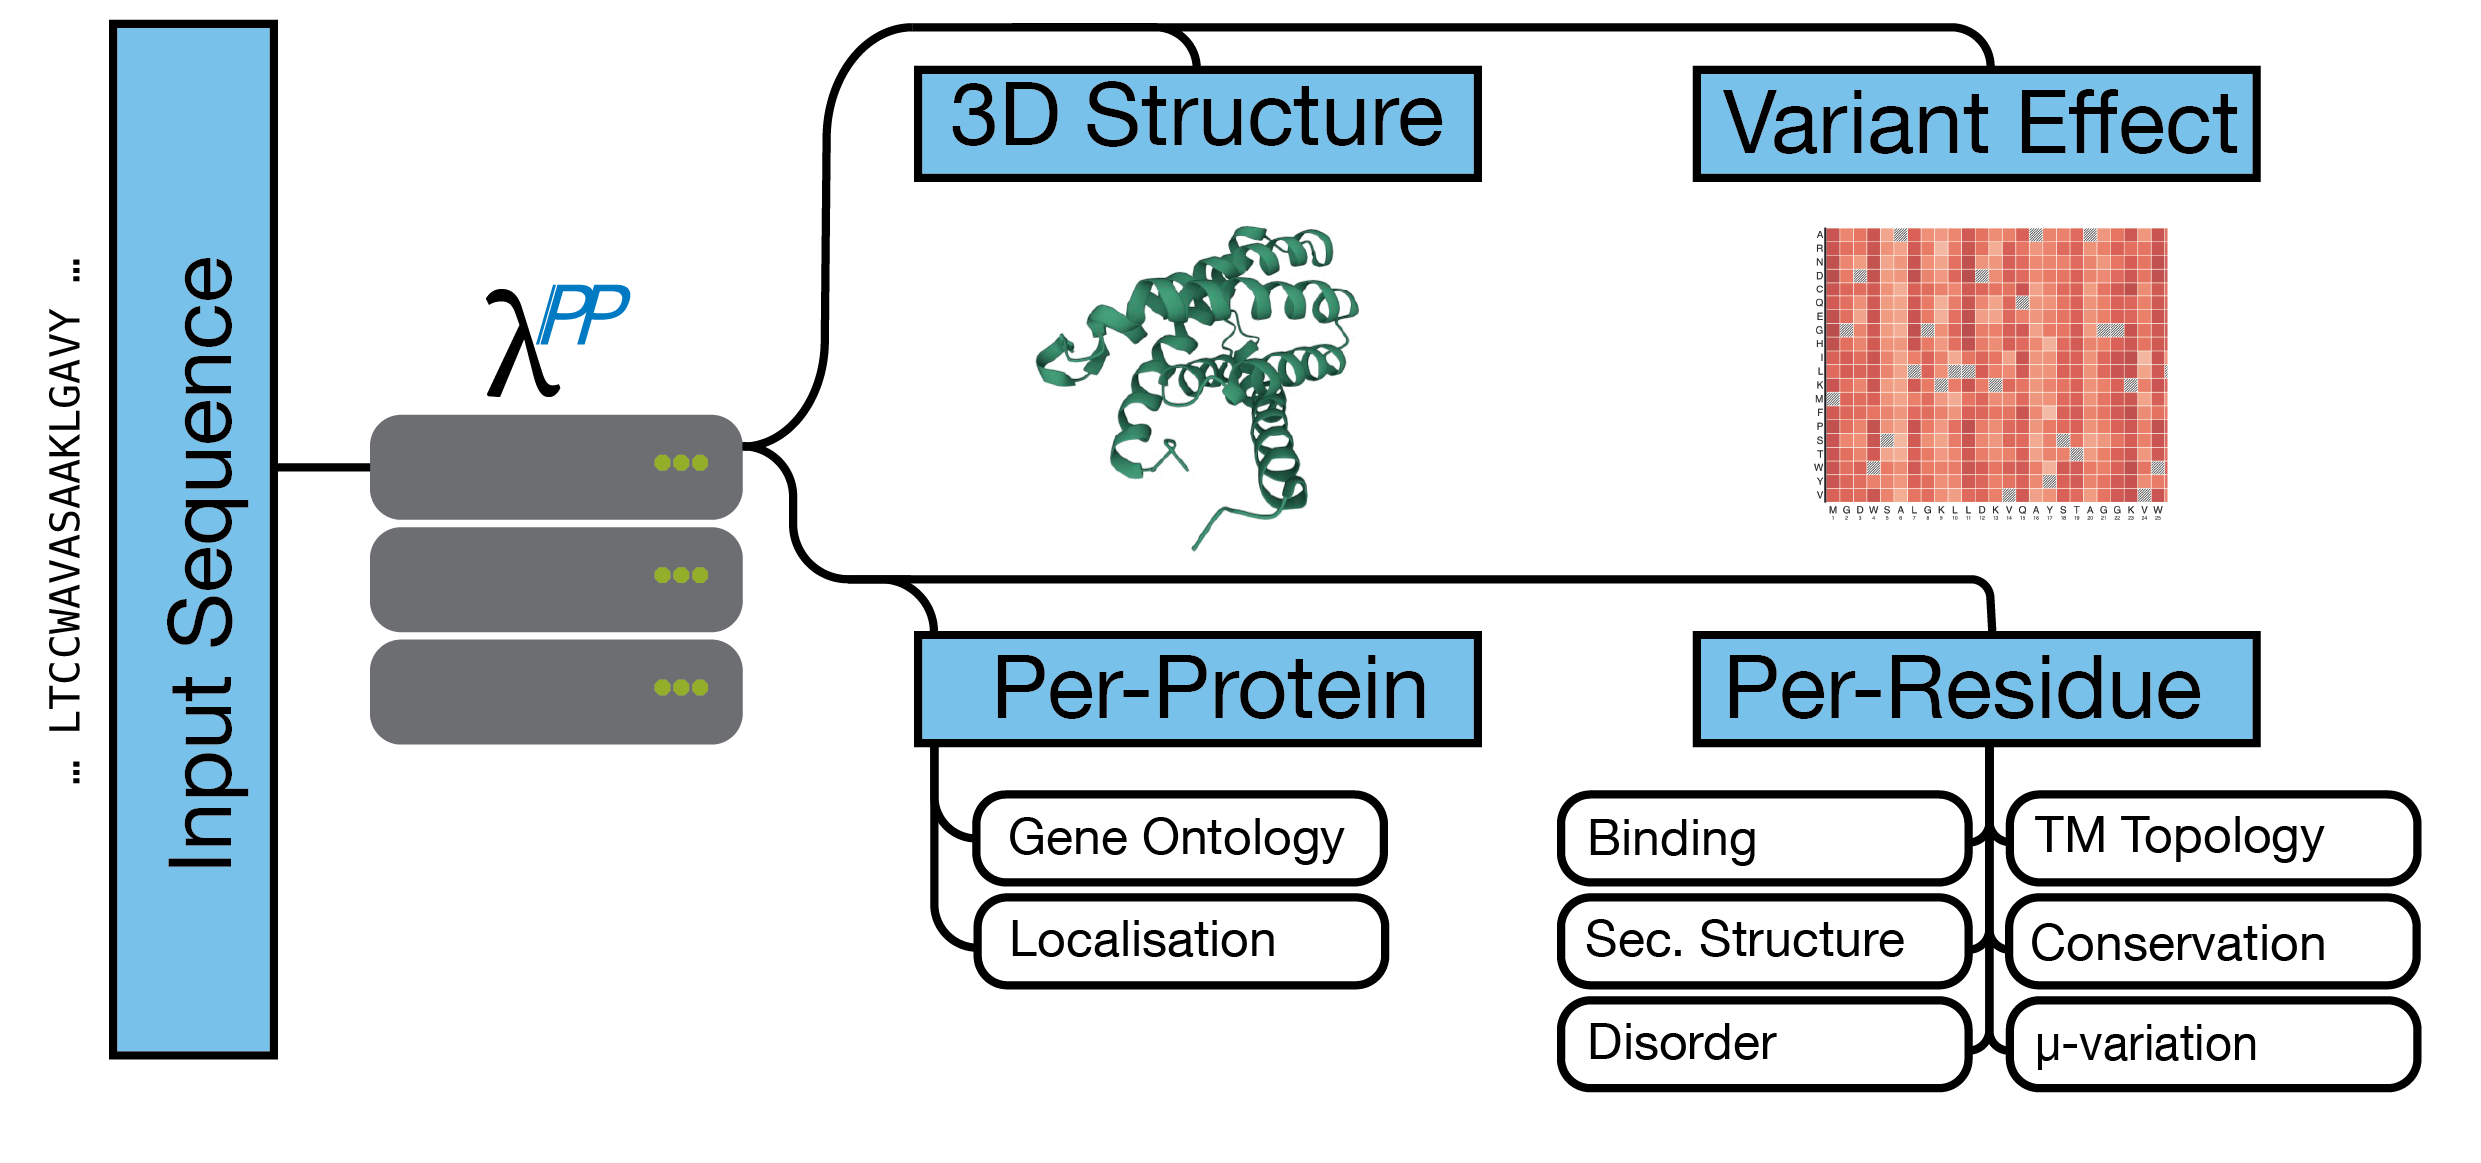 … LTCCWAVASAAKLGAVY …
Input Sequence
λPP
3D Structure
Variant Effect
A
R
N
D
C
Q
E
G
H
I
L
K
M
F
P
S
T
W
Y
V
M G D W S A L G K L L D K V Q A Y S T A G G K V W
1 2 3 4 5 6 7 8 9 10 11 12 13 14 15 16 17 18 19 20 21 22 23 24 25
Per-Protein
Gene Ontology
Localisation
Per-Residue
Binding
TM Topology
Sec. Structure
Conservation
Disorder
μ-variation